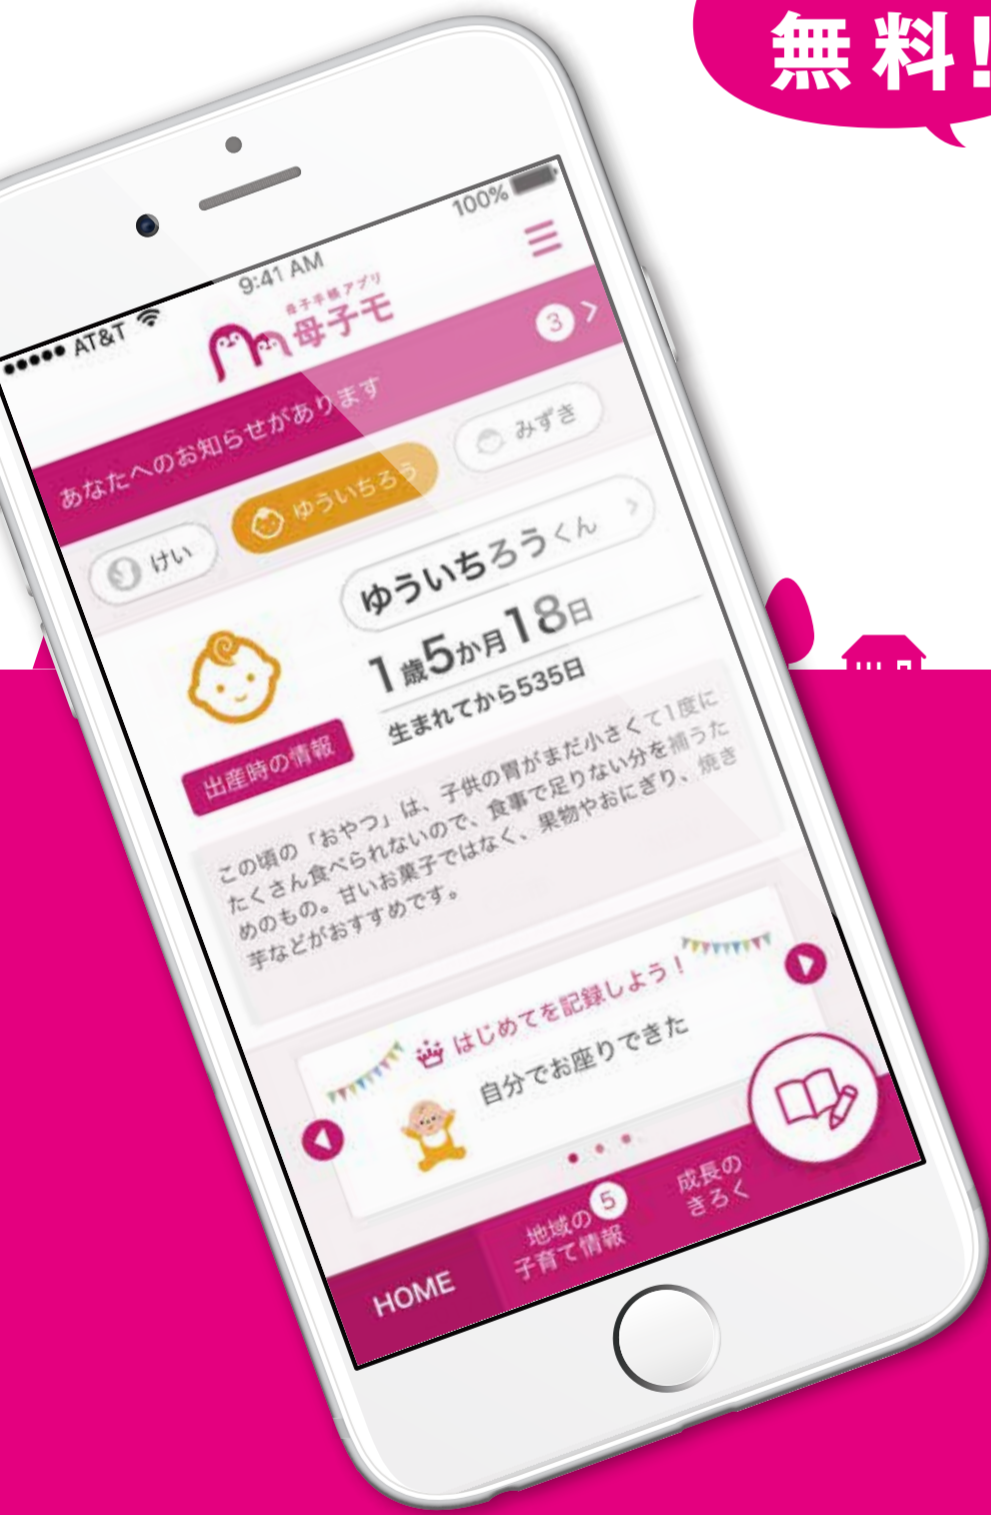 無料!
●●●●● AT&T
9:41 AM
100%
母子手帳アプリ
母子モ
あなたへのお知らせがあります
3
けい
ゆういちろう
みずき
ゆういちろうくん
1歳5か月18日
生まれてから535日
出産時の情報
この頃の「おやつ」は、子供の胃がまだ小さくて1度に
たくさん食べられないので、食事で足りない分を補うた
めのもの。甘いお菓子ではなく、果物やおにぎり、焼き
芋などがおすすめです。
はじめてを記録しよう！
自分でお座りできた
HOME
地域の
子育て情報
5
成長の
きろく